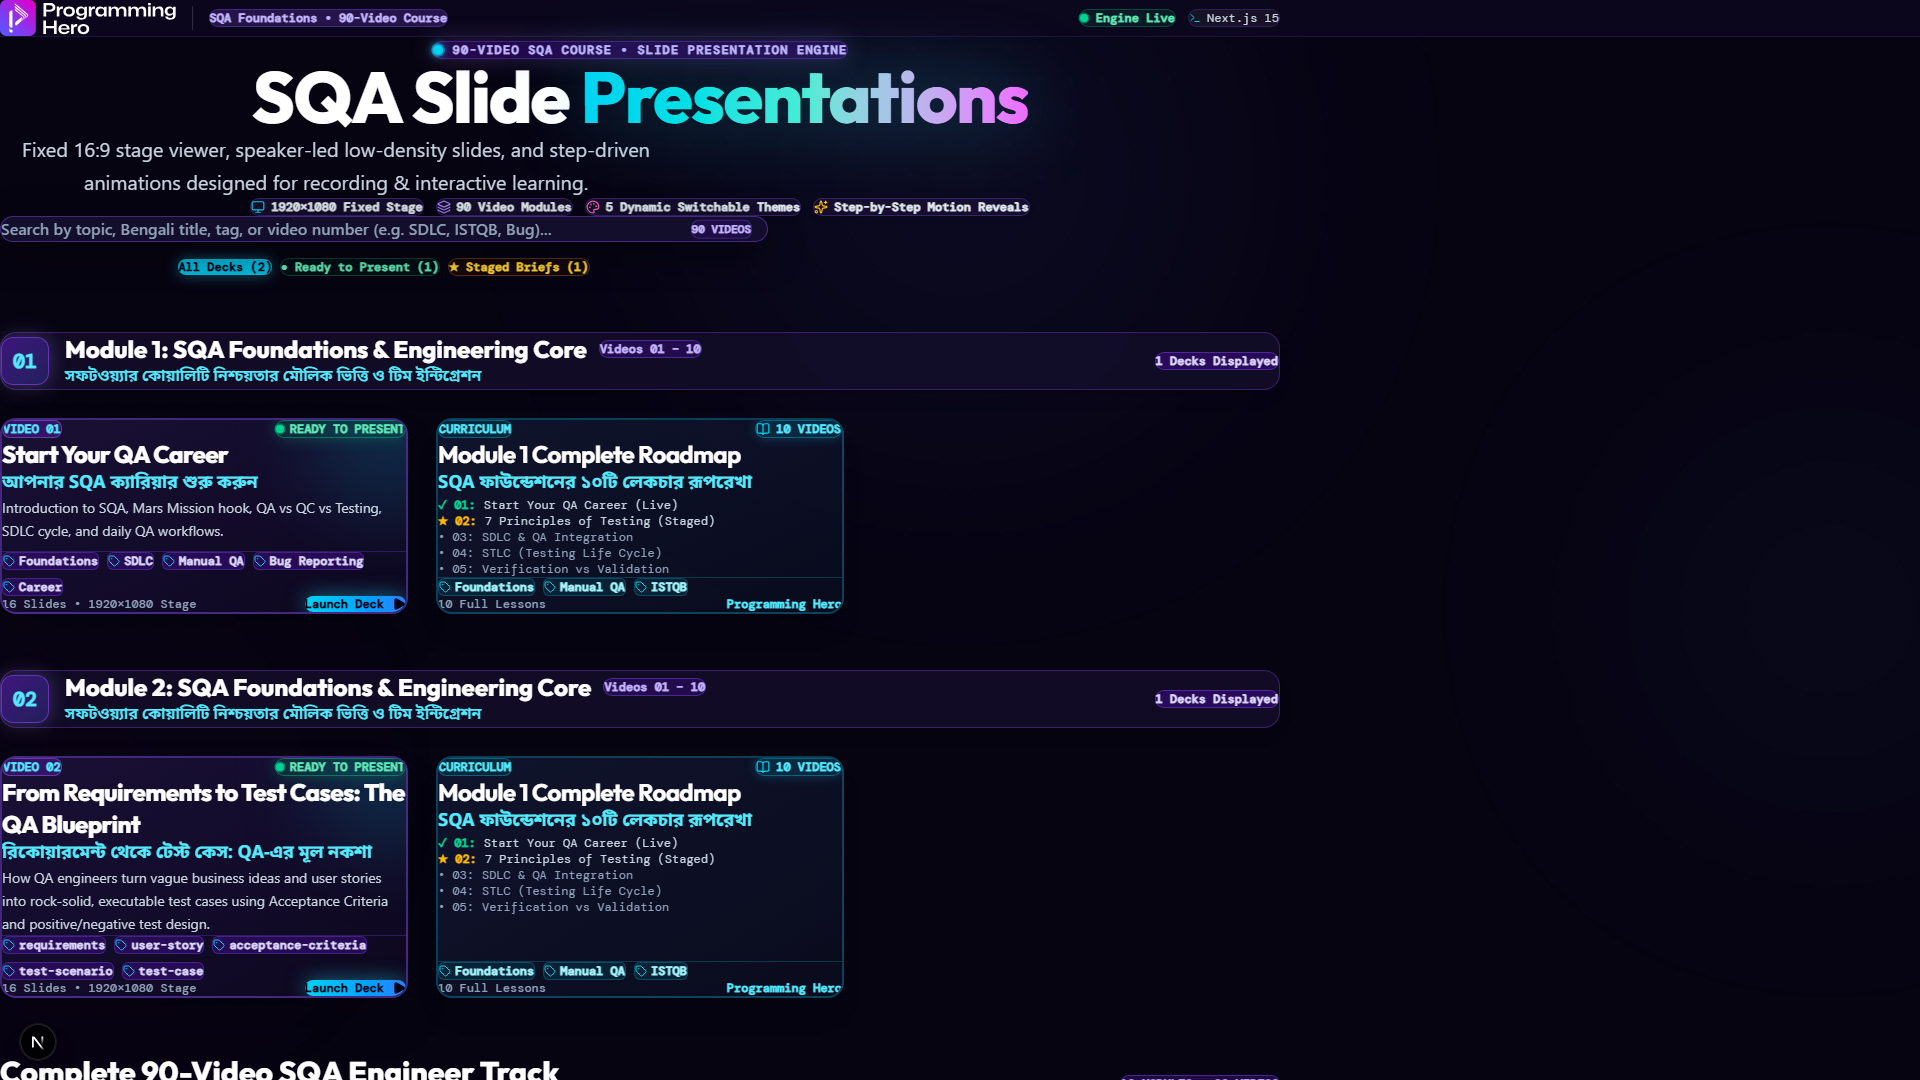 Programming
Hero
SQA Foundations • 90-Video Course
Engine Live
Next.js 15
90-VIDEO SQA COURSE • SLIDE PRESENTATION ENGINE
SQA Slide Presentations
Fixed 16:9 stage viewer, speaker-led low-density slides, and step-driven
animations designed for recording & interactive learning.
1920×1080 Fixed Stage
90 Video Modules
5 Dynamic Switchable Themes
Step-by-Step Motion Reveals
Search by topic, Bengali title, tag, or video number (e.g. SDLC, ISTQB, Bug)...
90 VIDEOS
All Decks (2)
• Ready to Present (1)
★ Staged Briefs (1)
01
Module 1: SQA Foundations & Engineering Core
Videos 01 – 10
সফটওয়্যার কোয়ালিটি নিশ্চয়তার মৌলিক ভিত্তি ও টিম ইন্টিগ্রেশন
1 Decks Displayed
VIDEO 01
READY TO PRESENT
Start Your QA Career
আপনার SQA ক্যারিয়ার শুরু করুন
Introduction to SQA, Mars Mission hook, QA vs QC vs Testing,
SDLC cycle, and daily QA workflows.
Foundations
SDLC
Manual QA
Bug Reporting
Career
16 Slides • 1920×1080 Stage
Launch Deck ▶
CURRICULUM
10 VIDEOS
Module 1 Complete Roadmap
SQA ফাউন্ডেশনের ১০টি লেকচার রূপরেখা
✓ 01: Start Your QA Career (Live)
★ 02: 7 Principles of Testing (Staged)
• 03: SDLC & QA Integration
• 04: STLC (Testing Life Cycle)
• 05: Verification vs Validation
Foundations
Manual QA
ISTQB
10 Full Lessons
Programming Hero
02
Module 2: SQA Foundations & Engineering Core
Videos 01 – 10
সফটওয়্যার কোয়ালিটি নিশ্চয়তার মৌলিক ভিত্তি ও টিম ইন্টিগ্রেশন
1 Decks Displayed
VIDEO 02
READY TO PRESENT
From Requirements to Test Cases: The
QA Blueprint
রিকোয়ারমেন্ট থেকে টেস্ট কেস: QA-এর মূল নকশা
How QA engineers turn vague business ideas and user stories
into rock-solid, executable test cases using Acceptance Criteria
and positive/negative test design.
requirements
user-story
acceptance-criteria
test-scenario
test-case
16 Slides • 1920×1080 Stage
Launch Deck ▶
CURRICULUM
10 VIDEOS
Module 1 Complete Roadmap
SQA ফাউন্ডেশনের ১০টি লেকচার রূপরেখা
✓ 01: Start Your QA Career (Live)
★ 02: 7 Principles of Testing (Staged)
• 03: SDLC & QA Integration
• 04: STLC (Testing Life Cycle)
• 05: Verification vs Validation
Foundations
Manual QA
ISTQB
10 Full Lessons
Programming Hero
N
Complete 90-Video SQA Engineer Track